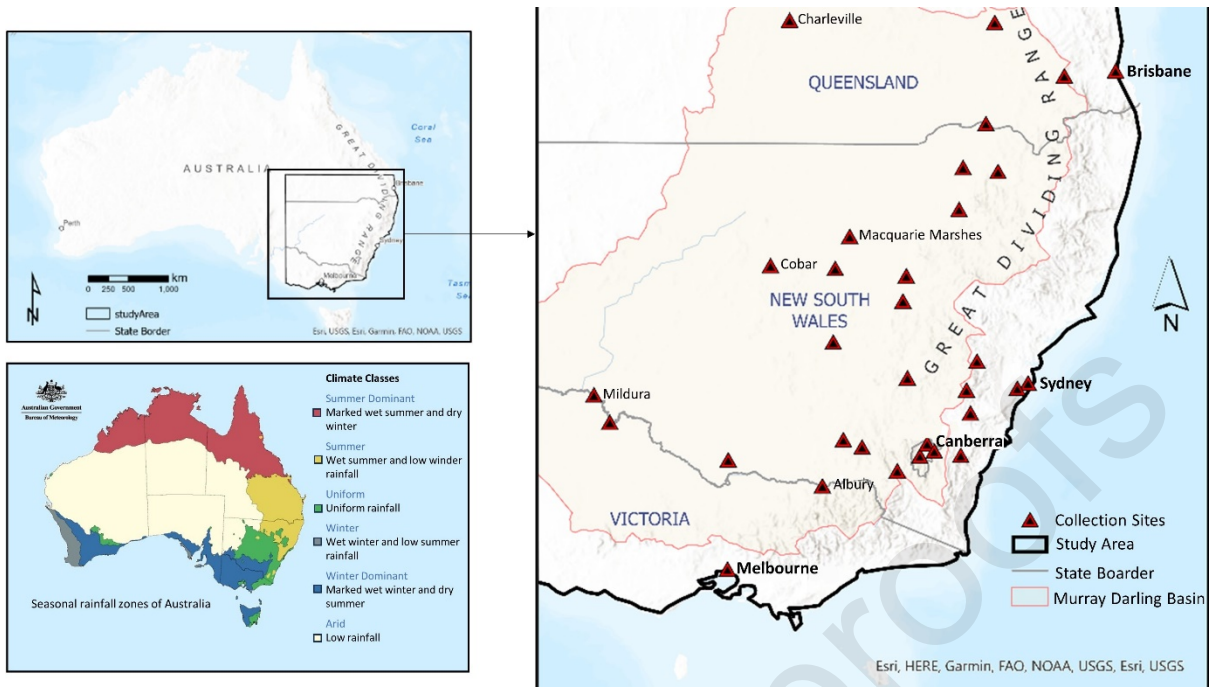 Coral
Sea
AUSTRALIA
GREAT DIVIDING RANGE
Brisbane
Perth
Sydney
Melbourne
km
0 250 500 1,000
studyArea
State Border
N
Esri, USGS, Esri, Garmin, FAO, NOAA, USGS
Australian Government
Bureau of Meteorology
Climate Classes
Summer Dominant
Marked wet summer and dry
winter
Summer
Wet summer and low winder
rainfall
Uniform
Uniform rainfall
Winter
Wet winter and low summer
rainfall
Winter Dominant
Marked wet winter and dry
summer
Arid
Low rainfall
Seasonal rainfall zones of Australia
Charleville
QUEENSLAND
Brisbane
GREAT DIVIDING RANGE
Macquarie Marshes
Cobar
NEW SOUTH
WALES
N
Mildura
Sydney
Canberra
Albury
VICTORIA
Melbourne
Collection Sites
Study Area
State Boarder
Murray Darling Basin
Esri, HERE, Garmin, FAO, NOAA, USGS, Esri, USGS